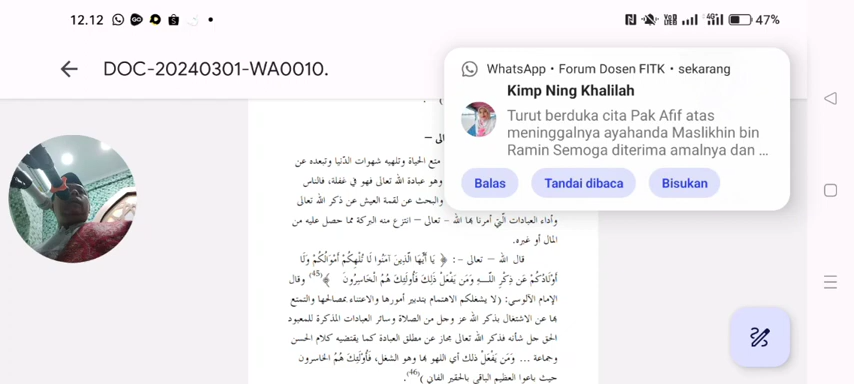 12.12
47%
DOC-20240301-WA0010.
WhatsApp • Forum Dosen FITK • sekarang
Kimp Ning Khalilah
Turut berduka cita Pak Afif atas
meninggalnya ayahanda Maslikhin bin
Ramin Semoga diterima amalnya dan ...
Balas
Tandai dibaca
Bisukan
متع الحياة وتلهيه شهوات الدّنيا وتبعده عن
وهو عبادة الله تعالى فهو في غفلة، فالناس
والبحث عن لقمة العيش عن ذكر الله تعالى
وأداء العبادات الّتي أمرنا بها الله – تعالى – انتزع منه البركة مما حصل عليه من
المال أو غيره.
قال الله – تعالى –: ﴿ يَا أَيُّهَا الَّذِينَ آمَنُوا لَا تُلْهِكُمْ أَمْوَالُكُمْ وَلَا
أَوْلَادُكُمْ عَن ذِكْرِ اللَّـهِ وَمَن يَفْعَلْ ذَلِكَ فَأُولَئِكَ هُمُ الْخَاسِرُونَ ﴾(45) وقال
الإمام الآلوسي: (لا يشغلكم الاهتمام بتدبير أمورها والاعتناء بمصالحها والتمتع
بها عن الاشتغال بذكر الله عز وجل من الصلاة وسائر العبادات المذكرة للمعبود
الحق جل شأنه فذكر الله تعالى مجاز عن مطلق العبادة كما يقتضيه كلام الحسن
وجماعة ... وَمَن يَفْعَلْ ذلك أي اللهو بها وهو الشغل، فَأُولَئِكَ هُمُ الخاسرون
حيث باعوا العظيم الباقي بالحقير الفاني )(46).